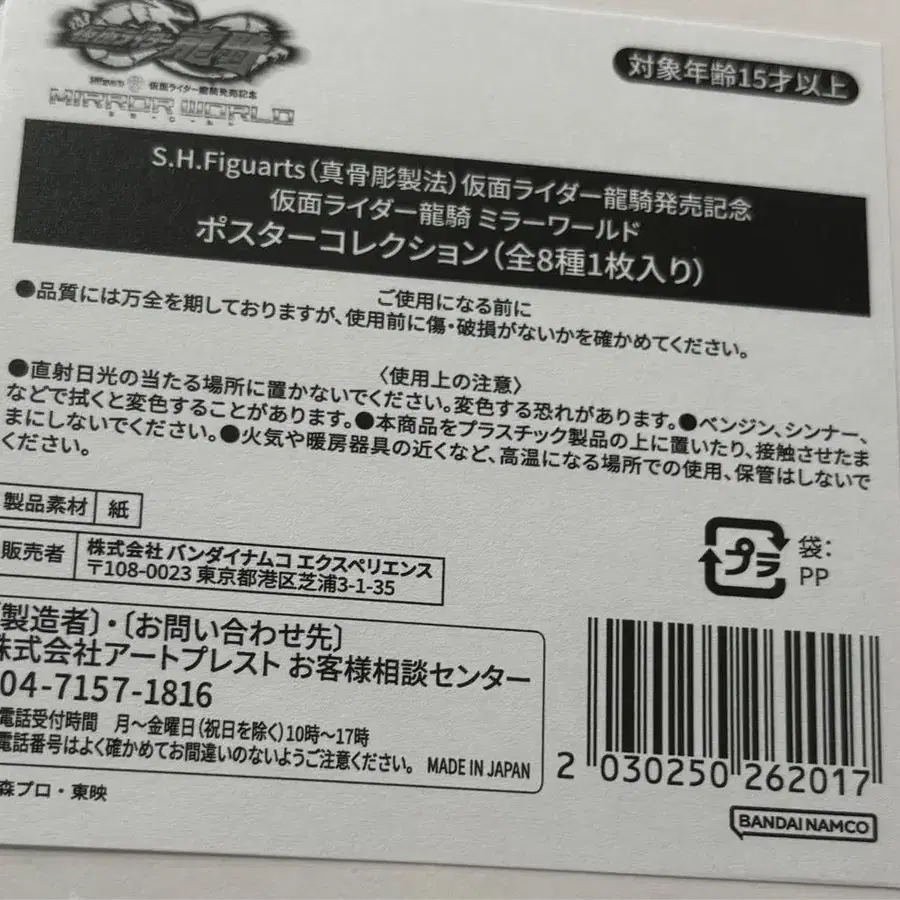 仮面ライダー龍騎
S.H.Figuarts 仮面ライダー龍騎発売記念
MIRROR WORLD
対象年齢15才以上
S.H.Figuarts(真骨彫製法)仮面ライダー龍騎発売記念
仮面ライダー龍騎 ミラーワールド
ポスターコレクション(全8種1枚入り)
ご使用になる前に
●品質には万全を期しておりますが、使用前に傷・破損がないかを確かめてください。
〈使用上の注意〉
●直射日光の当たる場所に置かないでください。変色する恐れがあります。●ベンジン、シンナー、
などで拭くと変色することがあります。●本商品をプラスチック製品の上に置いたり、接触させたま
まにしないでください。●火気や暖房器具の近くなど、高温になる場所での使用、保管はしないで
ください。
製品素材 紙
販売者 株式会社 バンダイナムコ エクスペリエンス
〒108-0023 東京都港区芝浦3-1-35
プラ 袋:
PP
製造者]・[お問い合わせ先]
株式会社アートプレスト お客様相談センター
04-7157-1816
電話受付時間 月〜金曜日(祝日を除く)10時〜17時
電話番号はよく確かめてお間違いのないようご注意ください。 MADE IN JAPAN
2 030250 262017
森プロ・東映
BANDAI NAMCO